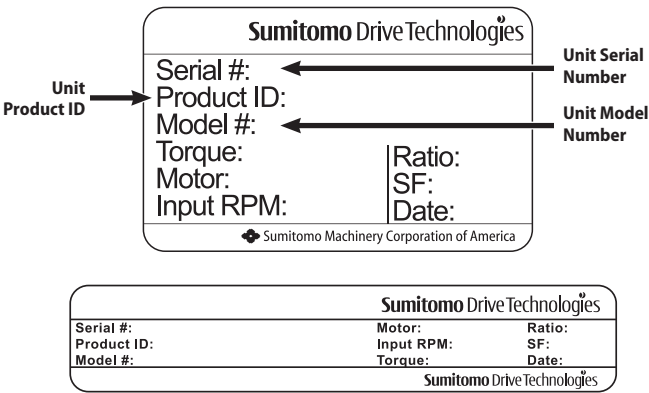 Sumitomo Drive Technologies
Serial #:
Unit Serial Number
Unit Product ID
Product ID:
Model #:
Unit Model Number
Torque:
Ratio:
Motor:
SF:
Input RPM:
Date:
Sumitomo Machinery Corporation of America
Sumitomo Drive Technologies
Serial #: Motor: Ratio:
Product ID: Input RPM: SF:
Model #: Torque: Date:
Sumitomo Drive Technologies